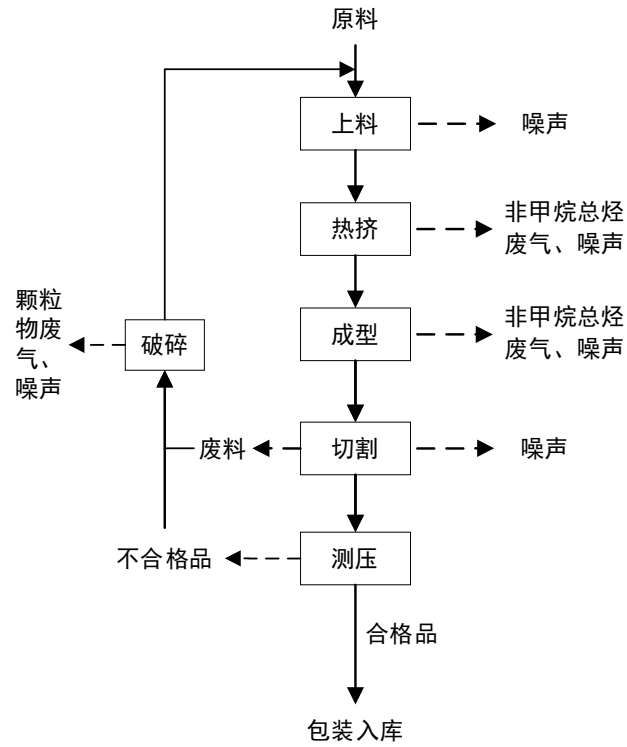 原料
上料
噪声
热挤
非甲烷总烃
废气、噪声
颗粒
物废
气、
噪声
破碎
成型
非甲烷总烃
废气、噪声
废料
切割
噪声
不合格品
测压
合格品
包装入库